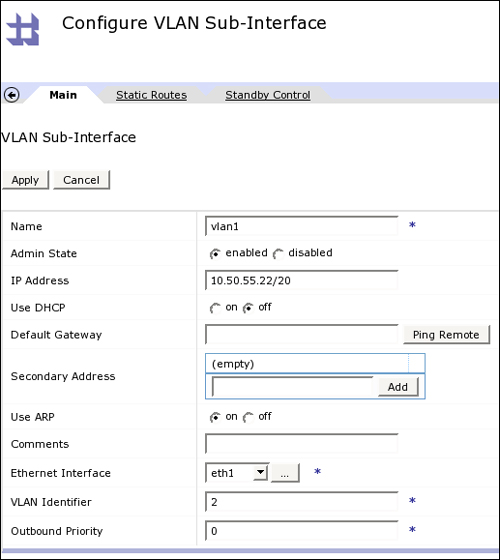 Configure VLAN Sub-Interface
Main Static Routes Standby Control
VLAN Sub-Interface
Apply Cancel
Name vlan1 *
Admin State enabled disabled
IP Address 10.50.55.22/20
Use DHCP on off
Default Gateway Ping Remote
(empty)
Secondary Address Add
Use ARP on off
Comments
Ethernet Interface eth1 ... *
VLAN Identifier 2 *
Outbound Priority 0 *